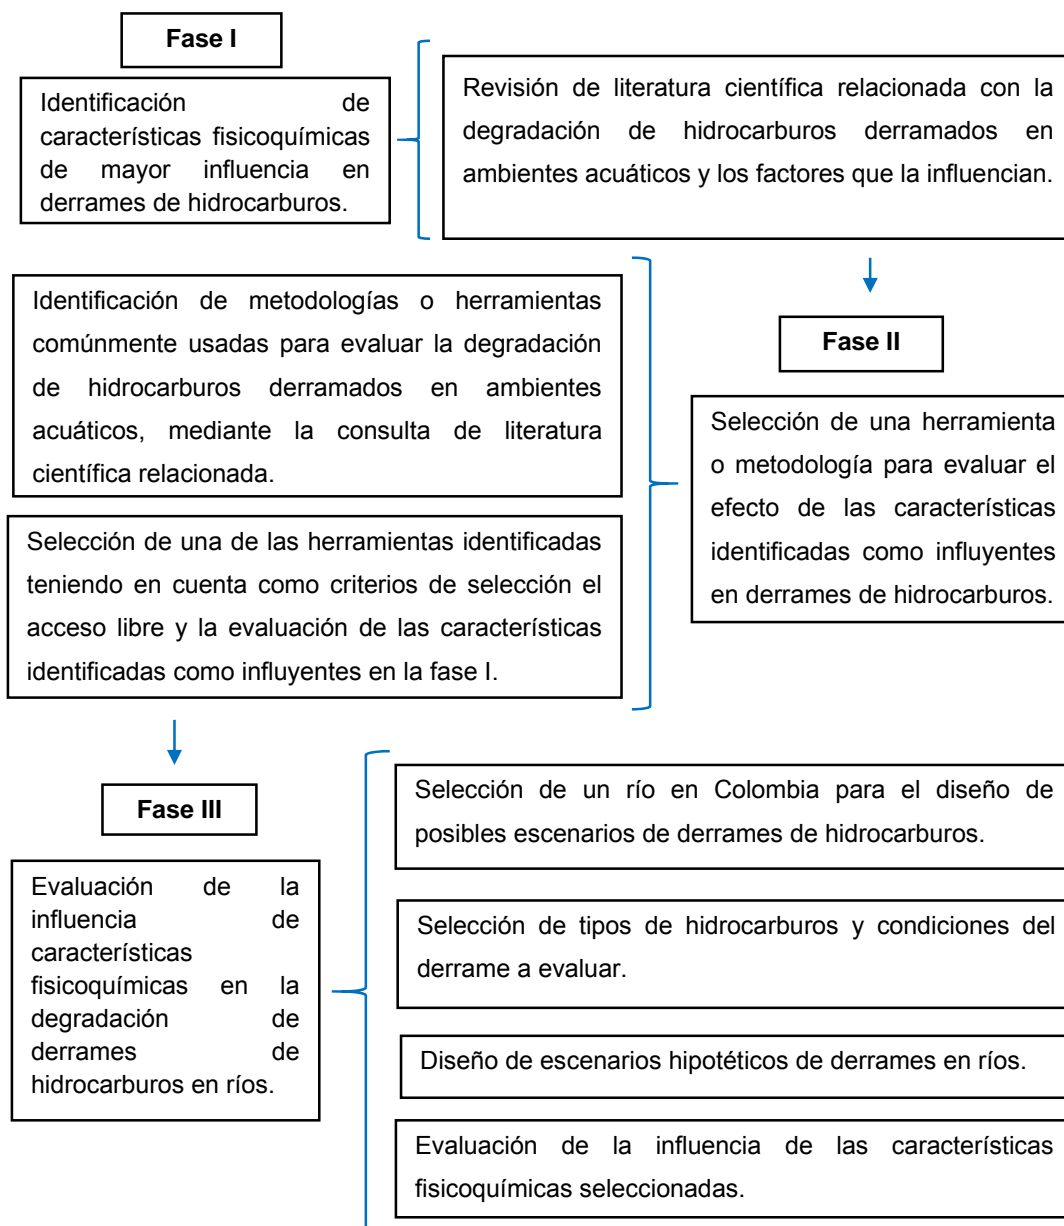 Fase I
Identificación de
características fisicoquímicas
de mayor influencia en
derrames de hidrocarburos.
Revisión de literatura científica relacionada con la
degradación de hidrocarburos derramados en
ambientes acuáticos y los factores que la influencian.
Fase II
Selección de una herramienta
o metodología para evaluar el
efecto de las características
identificadas como influyentes
en derrames de hidrocarburos.
Identificación de metodologías o herramientas
comúnmente usadas para evaluar la degradación
de hidrocarburos derramados en ambientes
acuáticos, mediante la consulta de literatura
científica relacionada.
Selección de una de las herramientas identificadas
teniendo en cuenta como criterios de selección el
acceso libre y la evaluación de las características
identificadas como influyentes en la fase I.
Fase III
Evaluación de la
influencia de
características
fisicoquímicas en la
degradación de
derrames de
hidrocarburos en ríos.
Selección de un río en Colombia para el diseño de
posibles escenarios de derrames de hidrocarburos.
Selección de tipos de hidrocarburos y condiciones del
derrame a evaluar.
Diseño de escenarios hipotéticos de derrames en ríos.
Evaluación de la influencia de las características
fisicoquímicas seleccionadas.